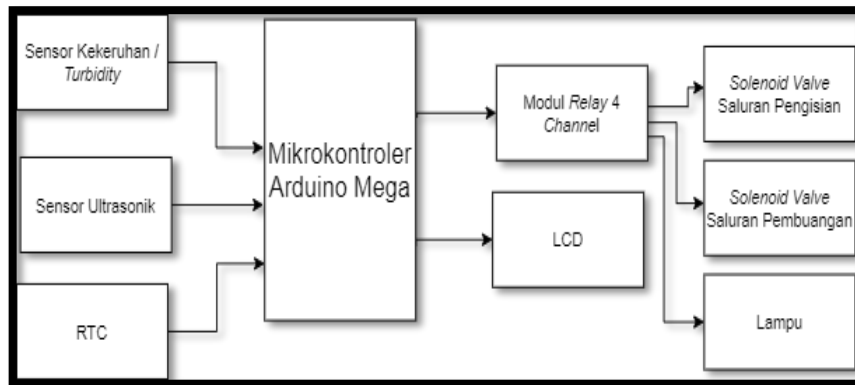 Sensor Kekeruhan /
Turbidity
Sensor Ultrasonik
RTC
Mikrokontroler
Arduino Mega
Modul Relay 4
Channel
LCD
Solenoid Valve
Saluran Pengisian
Solenoid Valve
Saluran Pembuangan
Lampu